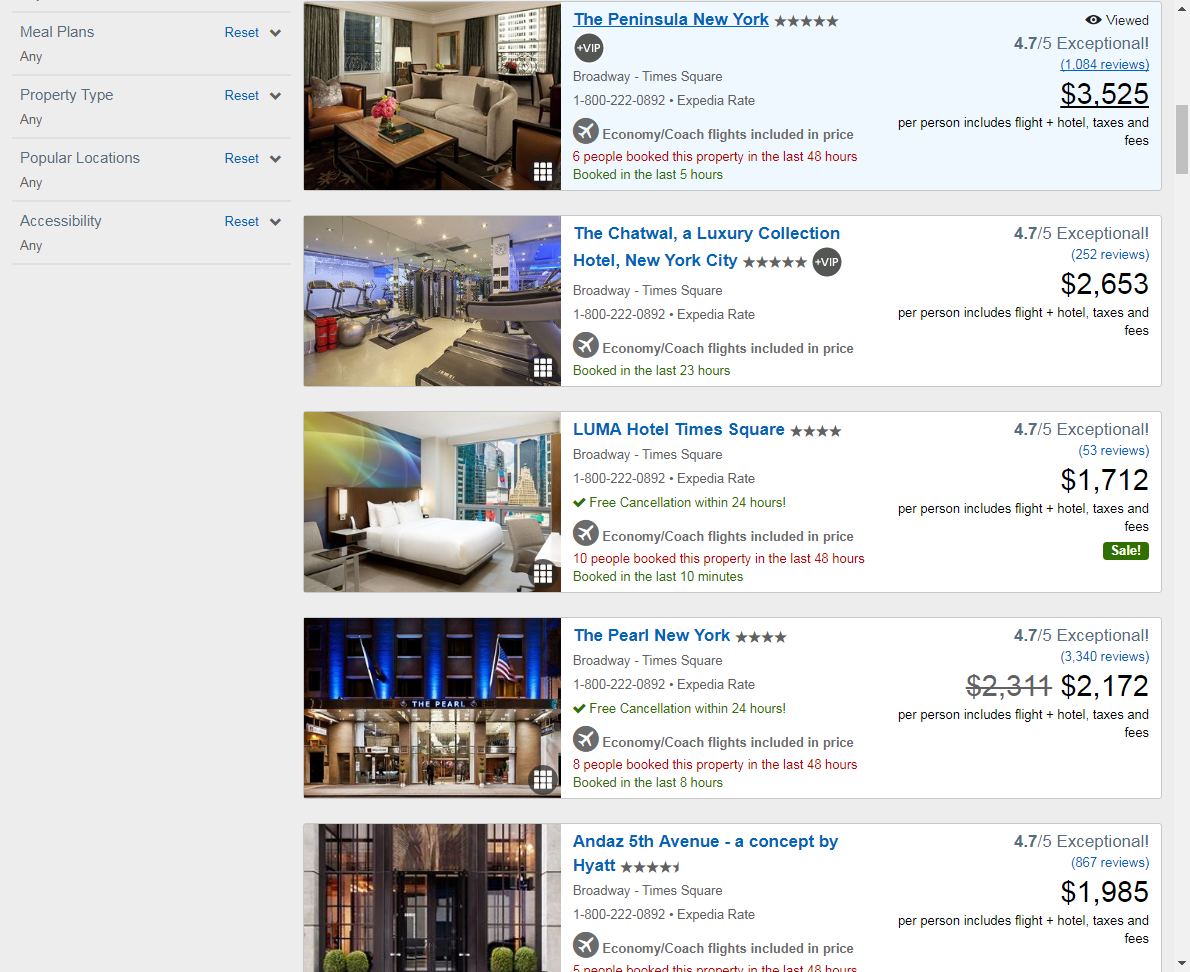 Meal Plans Reset
Any
Property Type Reset
Any
Popular Locations Reset
Any
Accessibility Reset
Any
The Peninsula New York
+VIP
Broadway - Times Square
1-800-222-0892 • Expedia Rate
Economy/Coach flights included in price
6 people booked this property in the last 48 hours
Booked in the last 5 hours
Viewed
4.7/5 Exceptional!
(1,084 reviews)
$3,525
per person includes flight + hotel, taxes and
fees
The Chatwal, a Luxury Collection
Hotel, New York City +VIP
Broadway - Times Square
1-800-222-0892 • Expedia Rate
Economy/Coach flights included in price
Booked in the last 23 hours
4.7/5 Exceptional!
(252 reviews)
$2,653
per person includes flight + hotel, taxes and
fees
LUMA Hotel Times Square
Broadway - Times Square
1-800-222-0892 • Expedia Rate
Free Cancellation within 24 hours!
Economy/Coach flights included in price
10 people booked this property in the last 48 hours
Booked in the last 10 minutes
4.7/5 Exceptional!
(53 reviews)
$1,712
per person includes flight + hotel, taxes and
fees
Sale!
THE PEARL
The Pearl New York
Broadway - Times Square
1-800-222-0892 • Expedia Rate
Free Cancellation within 24 hours!
Economy/Coach flights included in price
8 people booked this property in the last 48 hours
Booked in the last 8 hours
4.7/5 Exceptional!
(3,340 reviews)
$2,311 $2,172
per person includes flight + hotel, taxes and
fees
Andaz 5th Avenue - a concept by
Hyatt
Broadway - Times Square
1-800-222-0892 • Expedia Rate
Economy/Coach flights included in price
5 people booked this property in the last 48 hours
4.7/5 Exceptional!
(867 reviews)
$1,985
per person includes flight + hotel, taxes and
fees